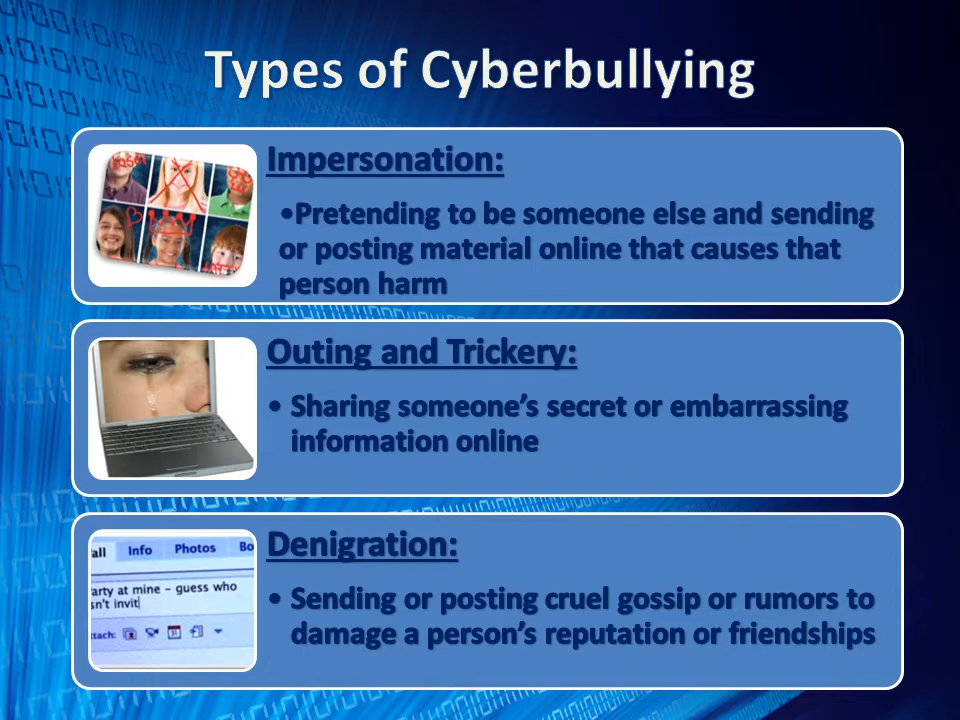 Types of Cyberbullying
Impersonation:
•Pretending to be someone else and sending
or posting material online that causes that
person harm
Outing and Trickery:
• Sharing someone’s secret or embarrassing
information online
all Info Photos Bo
arty at mine – guess who
sn't invit
tach:
Denigration:
• Sending or posting cruel gossip or rumors to
damage a person’s reputation or friendships